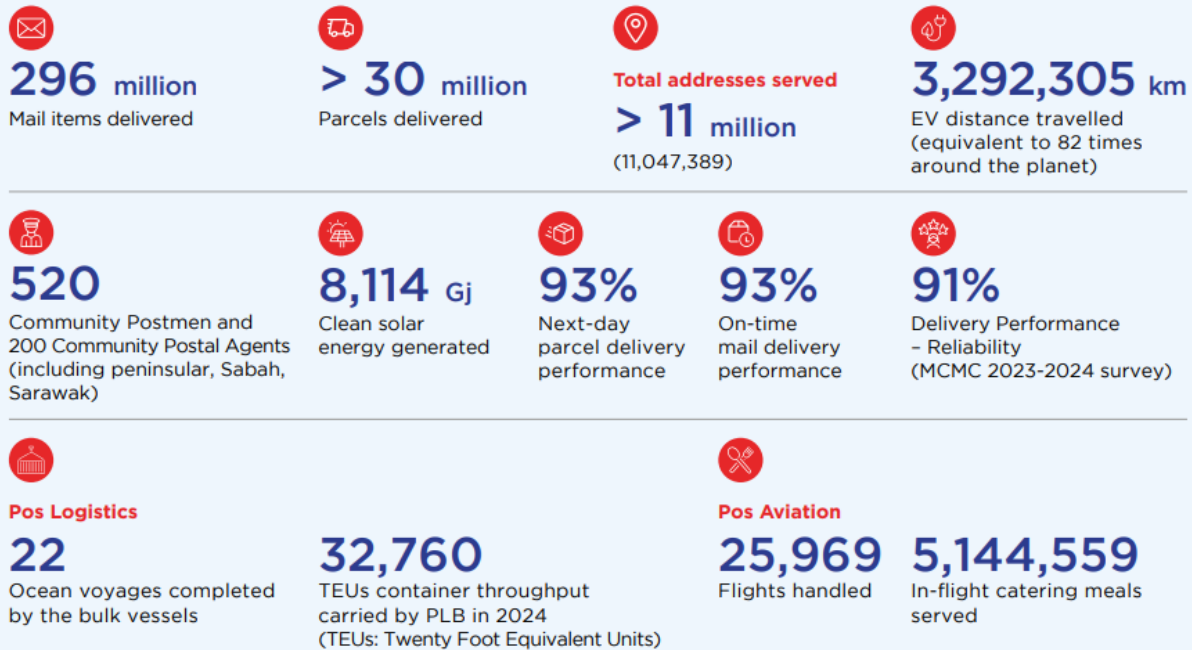 296 million
Mail items delivered
> 30 million
Parcels delivered
Total addresses served
> 11 million
(11,047,389)
3,292,305 km
EV distance travelled
(equivalent to 82 times
around the planet)
520
Community Postmen and
200 Community Postal Agents
(including peninsular, Sabah,
Sarawak)
8,114 Gj
Clean solar
energy generated
93%
Next-day
parcel delivery
performance
93%
On-time
mail delivery
performance
91%
Delivery Performance
– Reliability
(MCMC 2023-2024 survey)
Pos Logistics
22
Ocean voyages completed
by the bulk vessels
32,760
TEUs container throughput
carried by PLB in 2024
(TEUs: Twenty Foot Equivalent Units)
Pos Aviation
25,969
Flights handled
5,144,559
In-flight catering meals
served